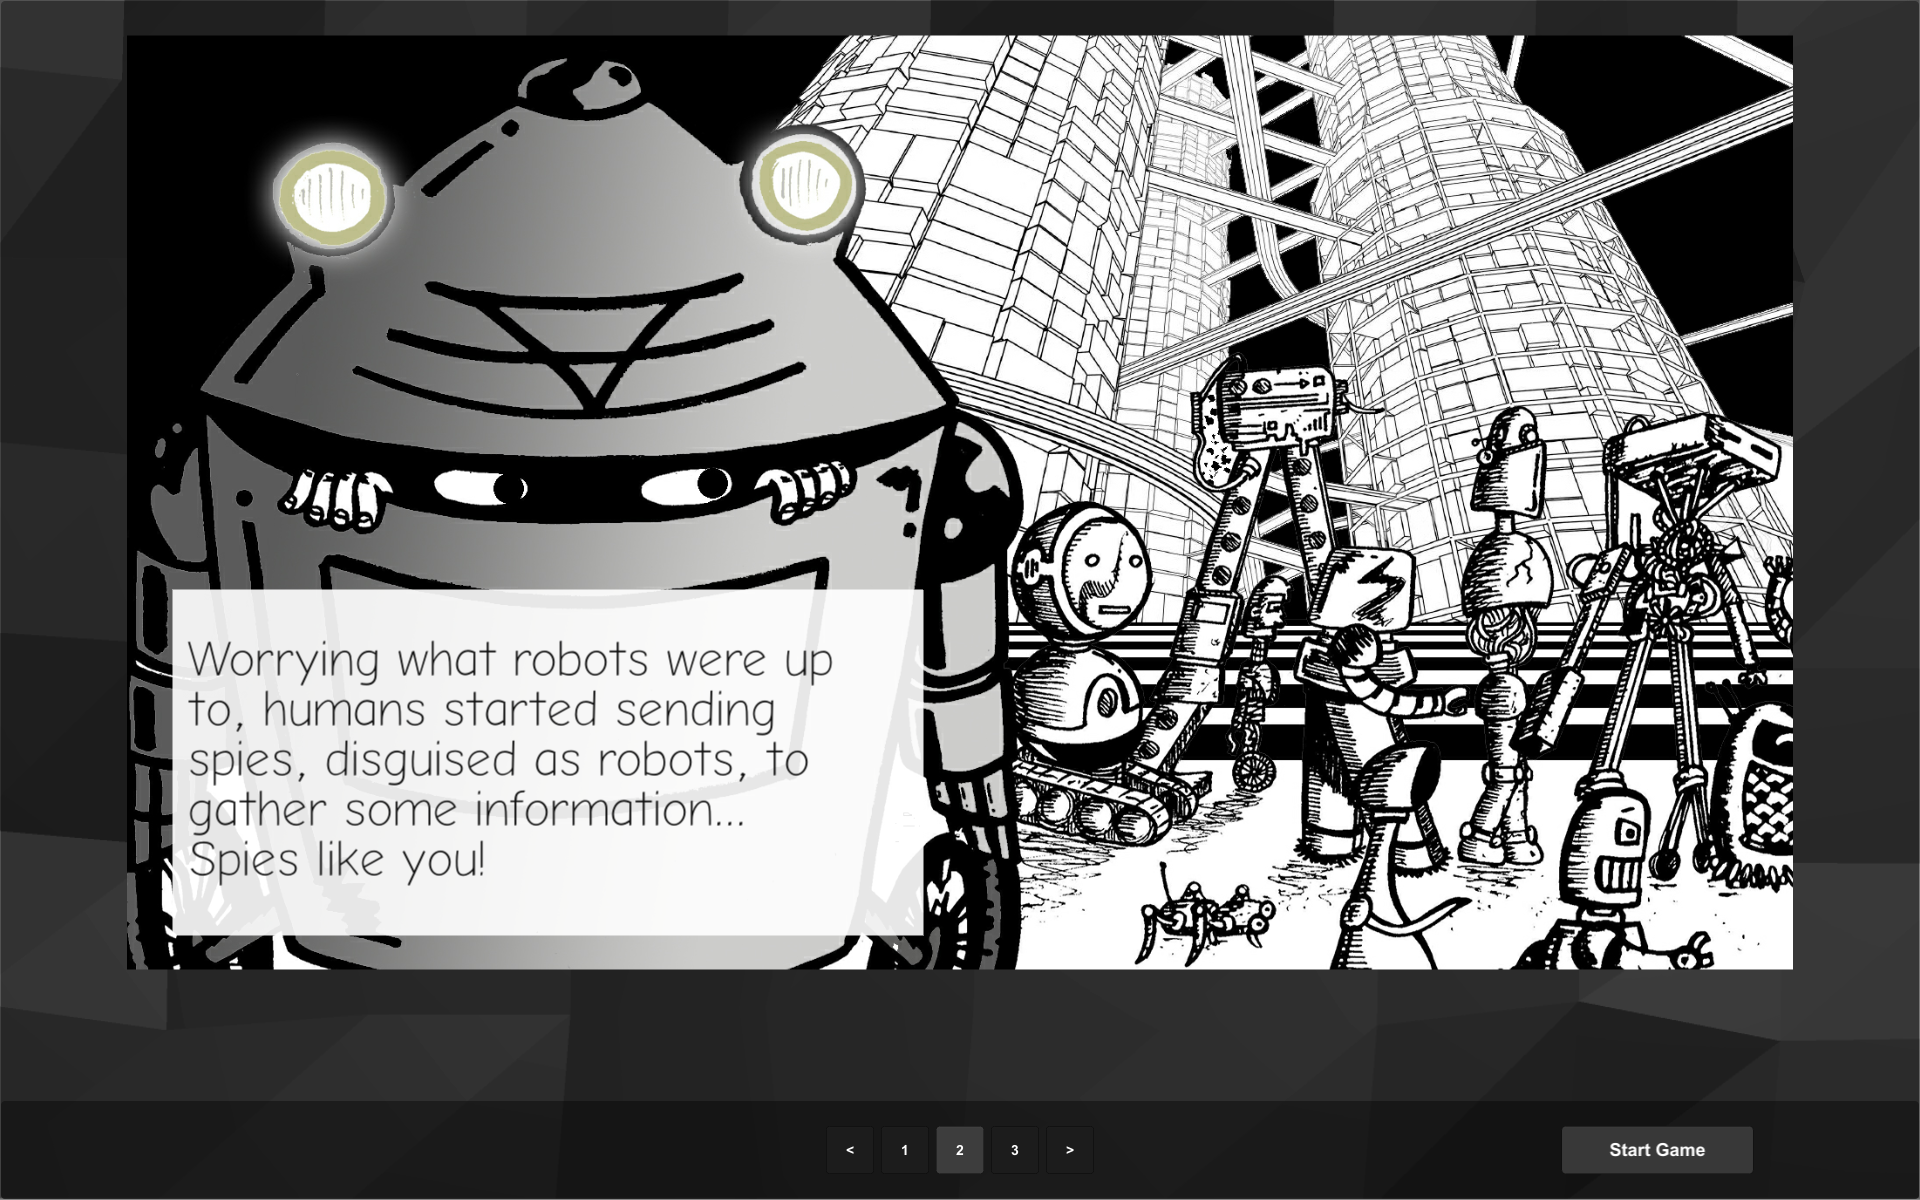 Worrying what robots were up
to, humans started sending
spies, disguised as robots, to
gather some information...
Spies like you!
< 1 2 3 >
Start Game